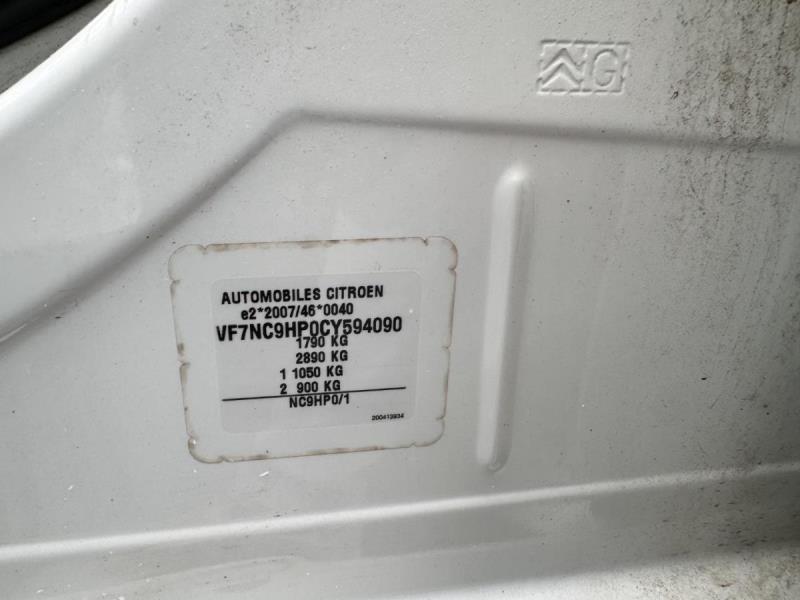 G
AUTOMOBILES CITROEN
e2*2007/46*0040
VF7NC9HP0CY594090
1790 KG
2890 KG
1 1050 KG
2 900 KG
NC9HP0/1
200413934